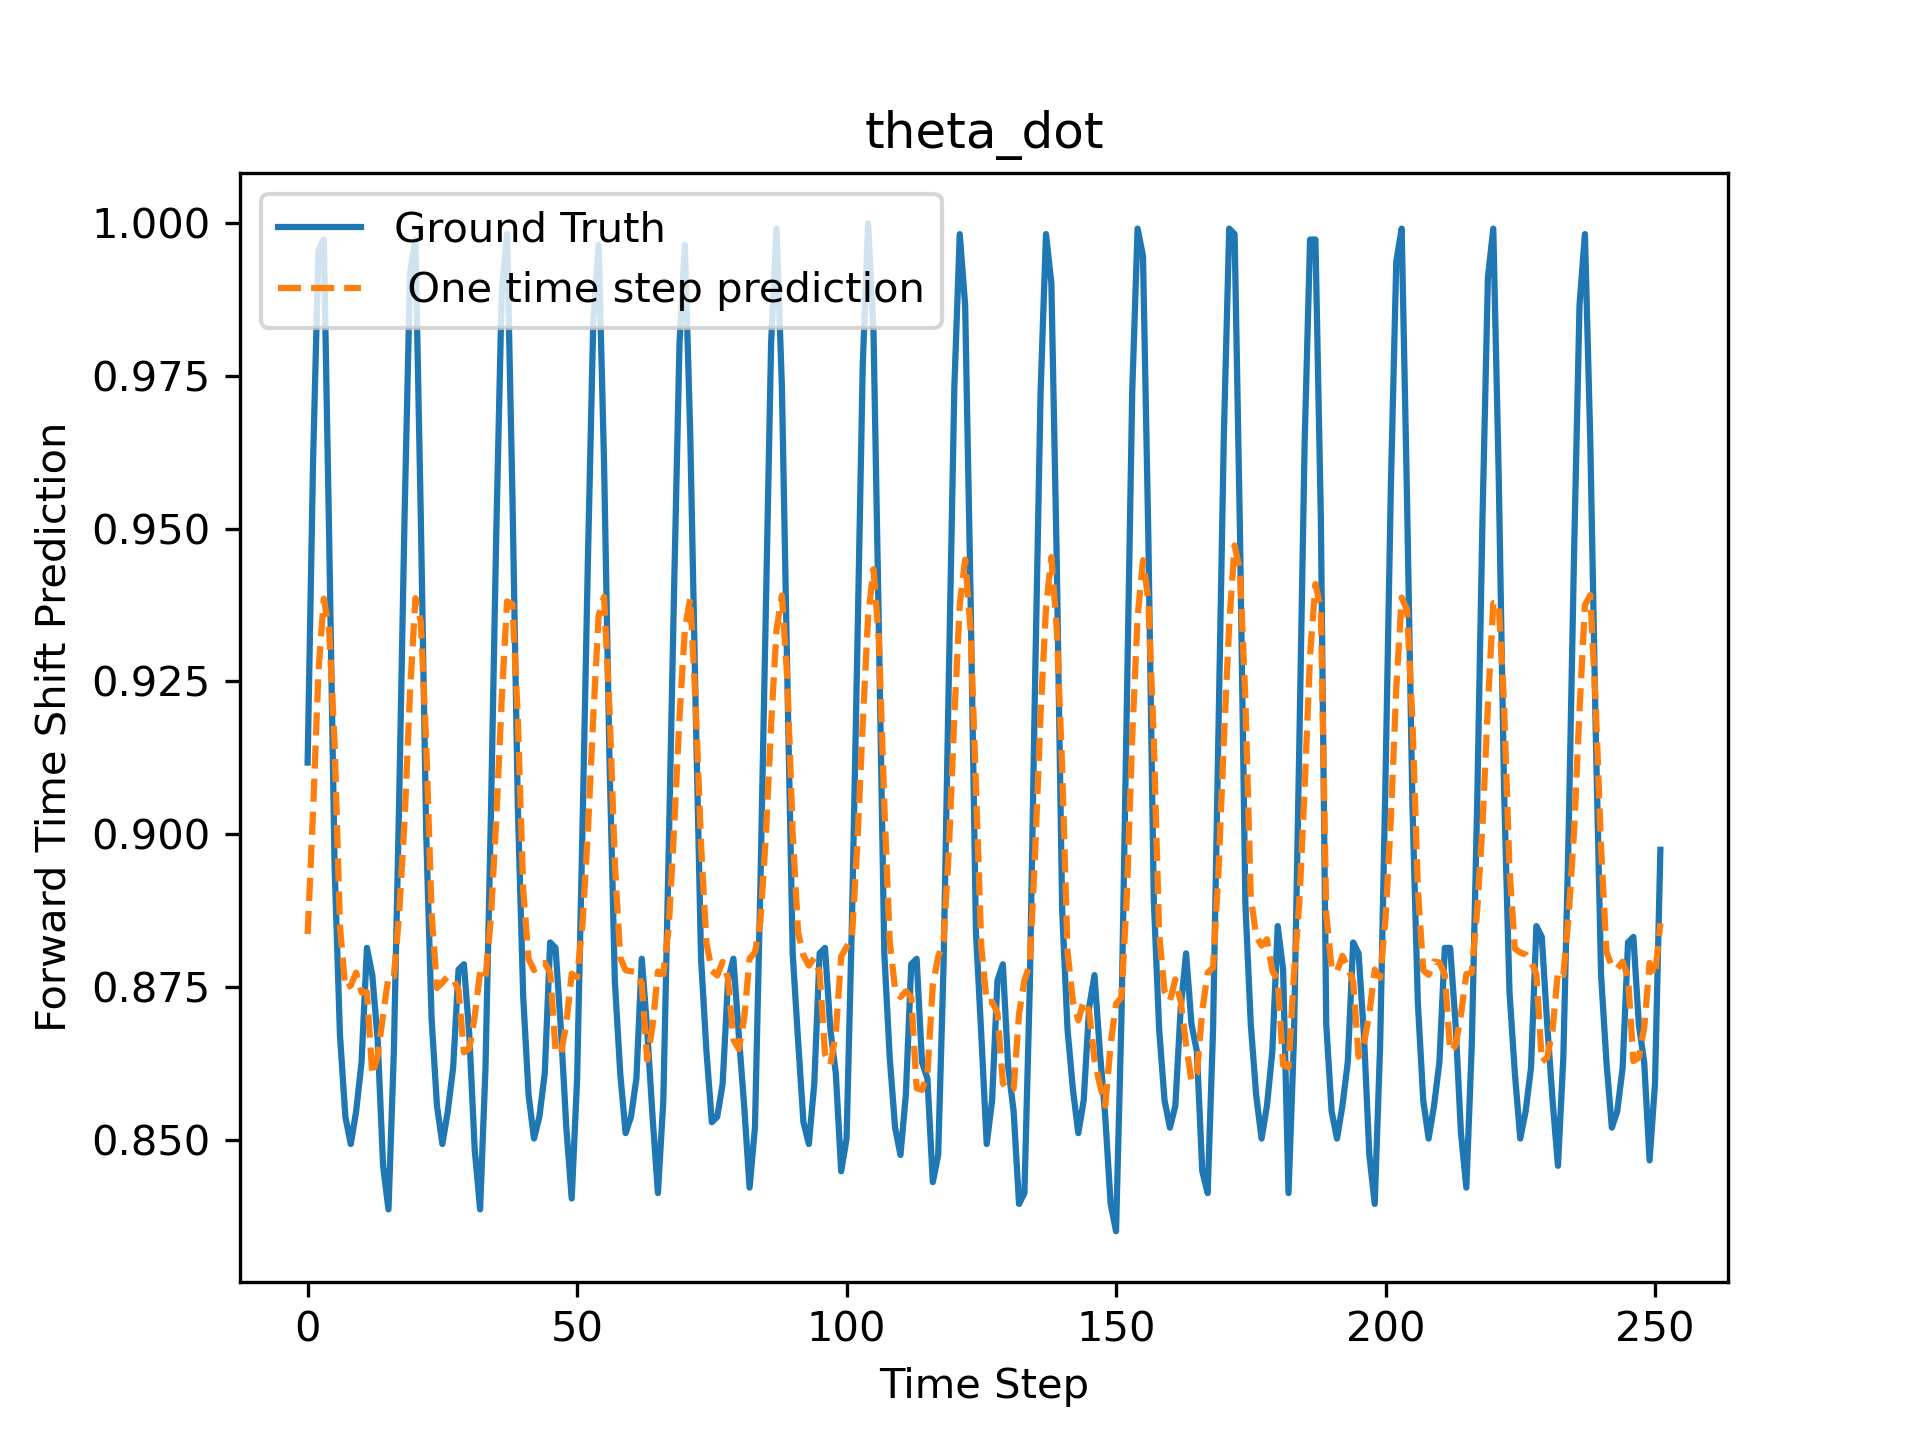 theta_dot
Ground Truth
One time step prediction
Forward Time Shift Prediction
1.000
0.975
0.950
0.925
0.900
0.875
0.850
0 50 100 150 200 250
Time Step